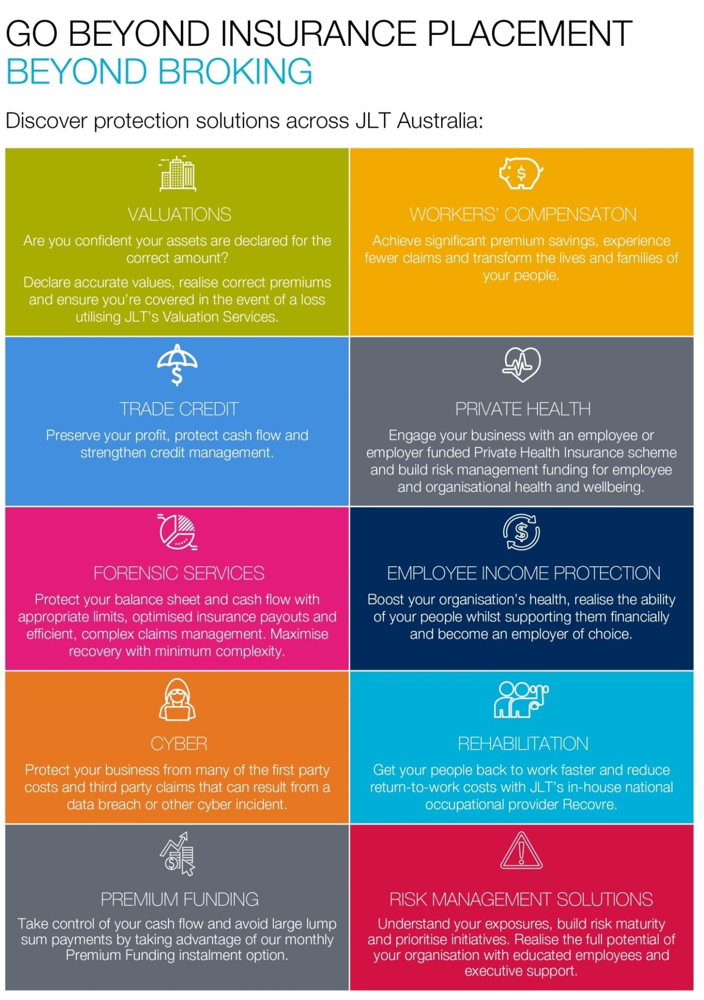 GO BEYOND INSURANCE PLACEMENT
BEYOND BROKING
Discover protection solutions across JLT Australia:
VALUATIONS
Are you confident your assets are declared for the
correct amount?
Declare accurate values, realise correct premiums
and ensure you're covered in the event of a loss
utilising JLT's Valuation Services.
WORKERS' COMPENSATON
Achieve significant premium savings, experience
fewer claims and transform the lives and families of
your people.
TRADE CREDIT
Preserve your profit, protect cash flow and
strengthen credit management.
PRIVATE HEALTH
Engage your business with an employee or
employer funded Private Health Insurance scheme
and build risk management funding for employee
and organisational health and wellbeing.
FORENSIC SERVICES
Protect your balance sheet and cash flow with
appropriate limits, optimised insurance payouts and
efficient, complex claims management. Maximise
recovery with minimum complexity.
EMPLOYEE INCOME PROTECTION
Boost your organisation's health, realise the ability
of your people whilst supporting them financially
and become an employer of choice.
CYBER
Protect your business from many of the first party
costs and third party claims that can result from a
data breach or other cyber incident.
REHABILITATION
Get your people back to work faster and reduce
return-to-work costs with JLT's in-house national
occupational provider Recovre.
PREMIUM FUNDING
Take control of your cash flow and avoid large lump
sum payments by taking advantage of our monthly
Premium Funding instalment option.
RISK MANAGEMENT SOLUTIONS
Understand your exposures, build risk maturity
and prioritise initiatives. Realise the full potential of
your organisation with educated employees and
executive support.